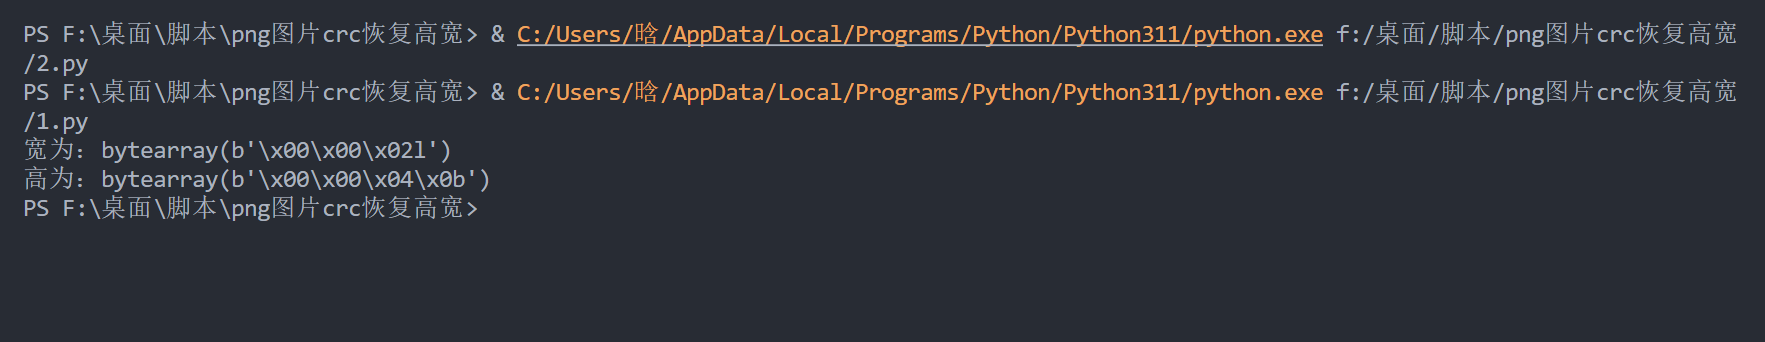 PS F:\桌面\脚本\png图片crc恢复高宽> & C:/Users/晗/AppData/Local/Programs/Python/Python311/python.exe f:/桌面/脚本/png图片crc恢复高宽
/2.py
PS F:\桌面\脚本\png图片crc恢复高宽> & C:/Users/晗/AppData/Local/Programs/Python/Python311/python.exe f:/桌面/脚本/png图片crc恢复高宽
/1.py
宽为: bytearray(b'\x00\x00\x02l')
高为: bytearray(b'\x00\x00\x04\x0b')
PS F:\桌面\脚本\png图片crc恢复高宽>